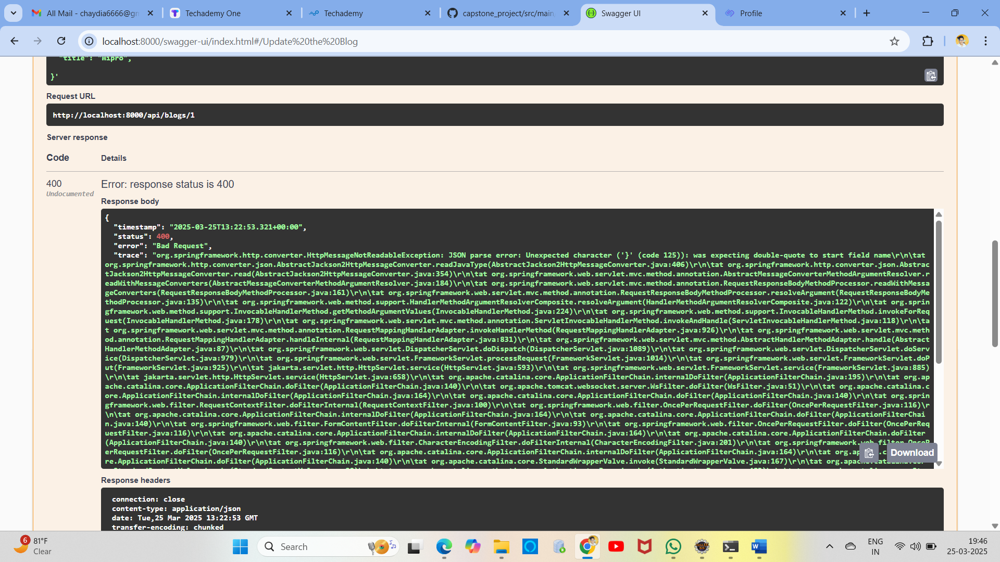 All Mail - chaydia6666@gm
Techademy One
Techademy
capstone_project/src/main/
Swagger UI
Profile
localhost:8000/swagger-ui/index.html#/Update%20the%20Blog
"title": "Wipro",
}'
Request URL
http://localhost:8000/api/blogs/1
Server response
Code
Details
400
Undocumented
Error: response status is 400
Response body
{
"timestamp": "2025-03-25T13:22:53.321+00:00",
"status": 400,
"error": "Bad Request",
"trace": "org.springframework.http.converter.HttpMessageNotReadableException: JSON parse error: Unexpected character ('}' (code 125)): was expecting double-quote to start field name\r\n\tat
org.springframework.http.converter.json.AbstractJackson2HttpMessageConverter.readJavaType(AbstractJackson2HttpMessageConverter.java:406)\r\n\tat org.springframework.http.converter.json.Abstrac
tJackson2HttpMessageConverter.read(AbstractJackson2HttpMessageConverter.java:354)\r\n\tat org.springframework.web.servlet.mvc.method.annotation.AbstractMessageConverterMethodArgumentResolver.
readWithMessageConverters(AbstractMessageConverterMethodArgumentResolver.java:184)\r\n\tat org.springframework.web.servlet.mvc.method.annotation.RequestResponseBodyMethodProcessor.readWithMessa
geConverters(RequestResponseBodyMethodProcessor.java:161)\r\n\tat org.springframework.web.servlet.mvc.method.annotation.RequestResponseBodyMethodProcessor.resolveArgument(RequestResponseBodyMe
thodProcessor.java:135)\r\n\tat org.springframework.web.method.support.HandlerMethodArgumentResolverComposite.resolveArgument(HandlerMethodArgumentResolverComposite.java:122)\r\n\tat org.sprin
gframework.web.method.support.InvocableHandlerMethod.getMethodArgumentValues(InvocableHandlerMethod.java:224)\r\n\tat org.springframework.web.method.support.InvocableHandlerMethod.invokeForReq
uest(InvocableHandlerMethod.java:178)\r\n\tat org.springframework.web.servlet.mvc.method.annotation.ServletInvocableHandlerMethod.invokeAndHandle(ServletInvocableHandlerMethod.java:118)\r\n\ta
t org.springframework.web.servlet.mvc.method.annotation.RequestMappingHandlerAdapter.invokeHandlerMethod(RequestMappingHandlerAdapter.java:926)\r\n\tat org.springframework.web.servlet.mvc.meth
od.annotation.RequestMappingHandlerAdapter.handleInternal(RequestMappingHandlerAdapter.java:831)\r\n\tat org.springframework.web.servlet.mvc.method.AbstractHandlerMethodAdapter.handle(Abstract
HandlerMethodAdapter.java:87)\r\n\tat org.springframework.web.servlet.DispatcherServlet.doDispatch(DispatcherServlet.java:1089)\r\n\tat org.springframework.web.servlet.DispatcherServlet.doServ
ice(DispatcherServlet.java:979)\r\n\tat org.springframework.web.servlet.FrameworkServlet.processRequest(FrameworkServlet.java:1014)\r\n\tat org.springframework.web.servlet.FrameworkServlet.doP
ut(FrameworkServlet.java:925)\r\n\tat jakarta.servlet.http.HttpServlet.service(HttpServlet.java:593)\r\n\tat org.springframework.web.servlet.FrameworkServlet.service(FrameworkServlet.java:885)
\r\n\tat jakarta.servlet.http.HttpServlet.service(HttpServlet.java:658)\r\n\tat org.apache.catalina.core.ApplicationFilterChain.internalDoFilter(ApplicationFilterChain.java:195)\r\n\tat org.ap
ache.catalina.core.ApplicationFilterChain.doFilter(ApplicationFilterChain.java:140)\r\n\tat org.apache.tomcat.websocket.server.WsFilter.doFilter(WsFilter.java:51)\r\n\tat org.apache.catalina.c
ore.ApplicationFilterChain.internalDoFilter(ApplicationFilterChain.java:164)\r\n\tat org.apache.catalina.core.ApplicationFilterChain.doFilter(ApplicationFilterChain.java:140)\r\n\tat org.sprin
gframework.web.filter.RequestContextFilter.doFilterInternal(RequestContextFilter.java:100)\r\n\tat org.springframework.web.filter.OncePerRequestFilter.doFilter(OncePerRequestFilter.java:116)\r
\n\tat org.apache.catalina.core.ApplicationFilterChain.internalDoFilter(ApplicationFilterChain.java:164)\r\n\tat org.apache.catalina.core.ApplicationFilterChain.doFilter(ApplicationFilterChai
n.java:140)\r\n\tat org.springframework.web.filter.FormContentFilter.doFilterInternal(FormContentFilter.java:93)\r\n\tat org.springframework.web.filter.OncePerRequestFilter.doFilter(OncePerReq
uestFilter.java:116)\r\n\tat org.apache.catalina.core.ApplicationFilterChain.internalDoFilter(ApplicationFilterChain.java:164)\r\n\tat org.apache.catalina.core.ApplicationFilterChain.doFilter
(ApplicationFilterChain.java:140)\r\n\tat org.springframework.web.filter.CharacterEncodingFilter.doFilterInternal(CharacterEncodingFilter.java:201)\r\n\tat org.springframework.web.filter.OnceP
erRequestFilter.doFilter(OncePerRequestFilter.java:116)\r\n\tat org.apache.catalina.core.ApplicationFilterChain.internalDoFilter(ApplicationFilterChain.java:164)\r\n\tat
re.ApplicationFilterChain.doFilter(ApplicationFilterChain.java:140)\r\n\tat org.apache.catalina.core.StandardWrapperValve.invoke(StandardWrapperValve.java:167)\r\n\tat
Download
Response headers
connection: close
content-type: application/json
date: Tue,25 Mar 2025 13:22:53 GMT
transfer-encoding: chunked
6
81°F
Clear
Search
ENG
IN
19:46
25-03-2025